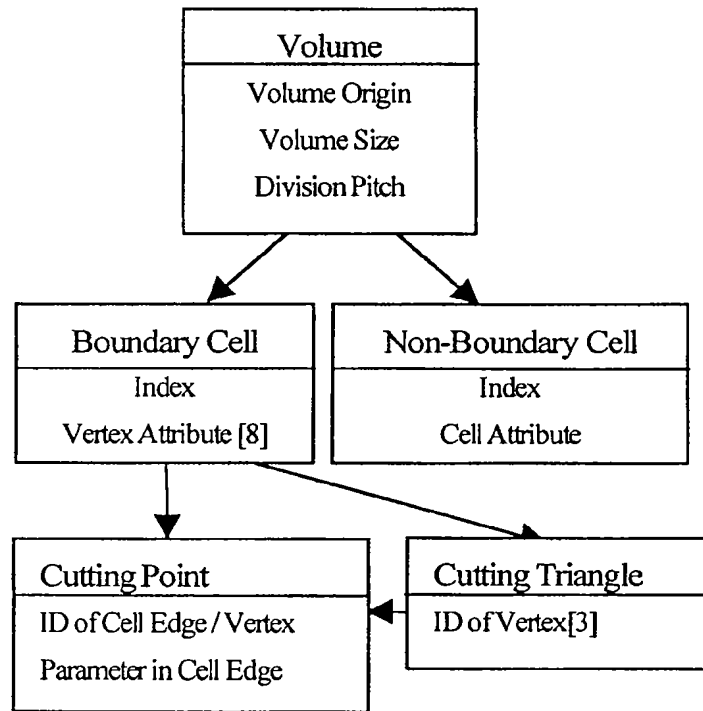 Volume
Volume Origin
Volume Size
Division Pitch
Boundary Cell
Index
Vertex Attribute [8]
Non-Boundary Cell
Index
Cell Attribute
Cutting Point
ID of Cell Edge / Vertex
Parameter in Cell Edge
Cutting Triangle
ID of Vertex[3]